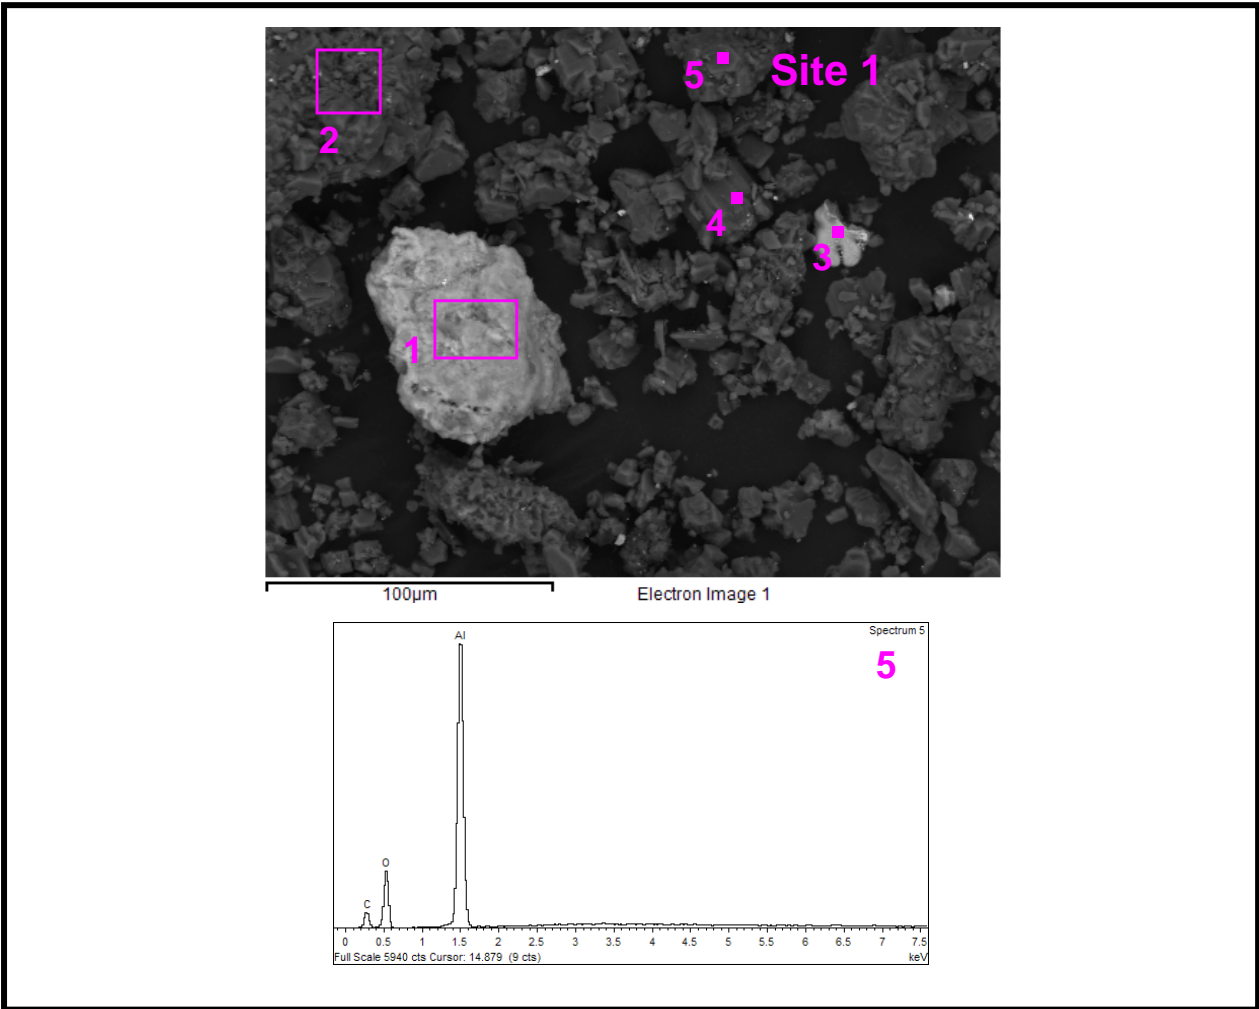 5
Site 1
2
4
3
1
100µm
Electron Image 1
Al
Spectrum 5
5
O
C
0 0.5 1 1.5 2 2.5 3 3.5 4 4.5 5 5.5 6 6.5 7 7.5
Full Scale 5940 cts Cursor: 14.879 (9 cts)
keV